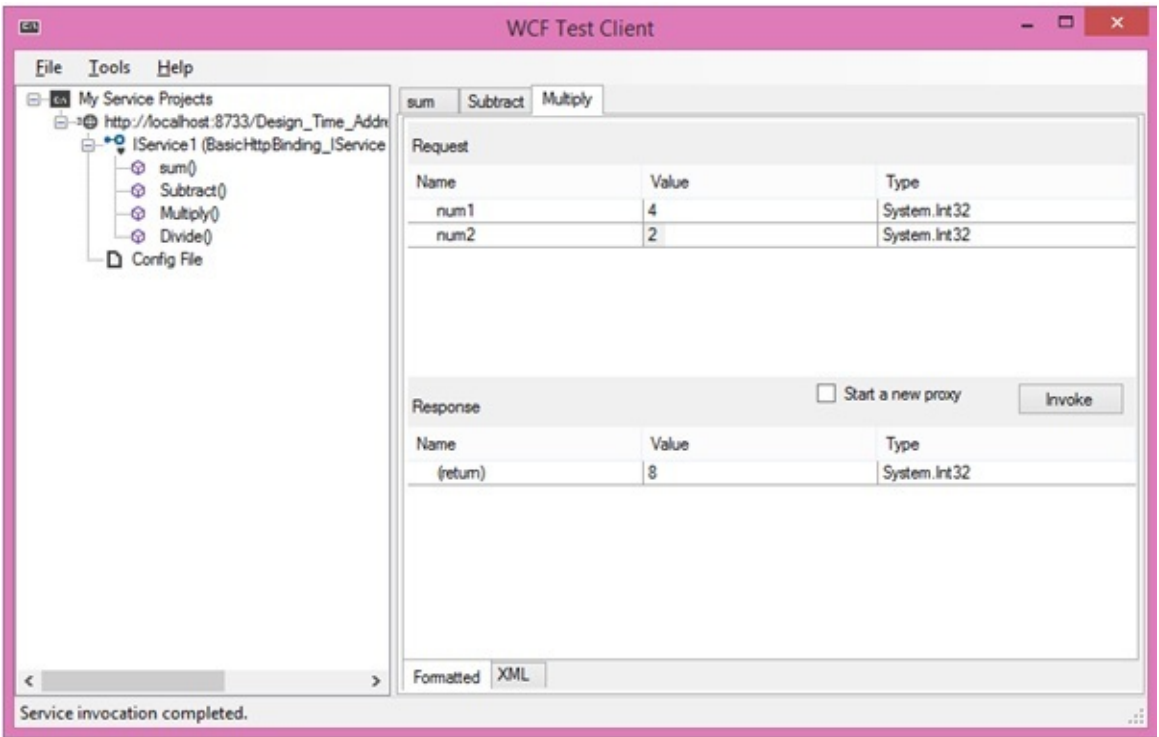 WCF Test Client
File Tools Help
My Service Projects
http://localhost:8733/Design_Time_Addre
IService1 (BasicHttpBinding_IService
sum()
Subtract()
Multiply()
Divide()
Config File
sum Subtract Multiply
Request
Name Value Type
num1 4 System.Int32
num2 2 System.Int32
Response Start a new proxy Invoke
Name Value Type
(return) 8 System.Int32
Formatted XML
Service invocation completed.